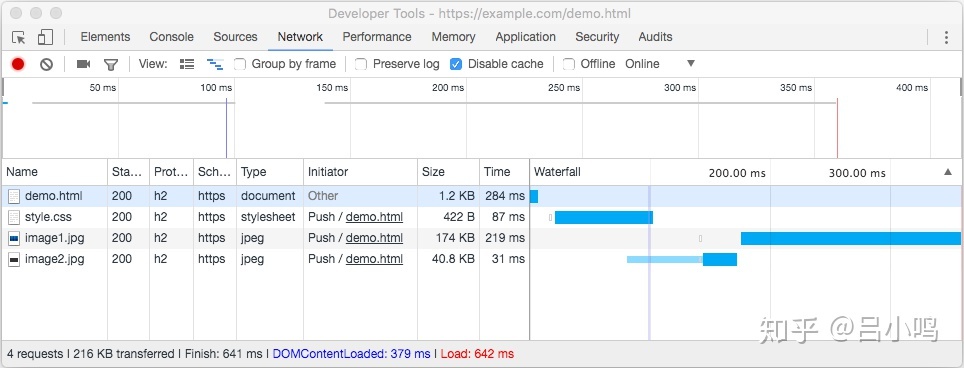 Developer Tools - https://example.com/demo.html
Elements Console Sources Network Performance Memory Application Security Audits
View: Group by frame Preserve log Disable cache Offline Online
50 ms 100 ms 150 ms 200 ms 250 ms 300 ms 350 ms 400 ms
Name Sta... Prot... Sch... Type Initiator Size Time Waterfall 200.00 ms 300.00 ms
demo.html 200 h2 https document Other 1.2 KB 284 ms
style.css 200 h2 https stylesheet Push / demo.html 422 B 87 ms
image1.jpg 200 h2 https jpeg Push / demo.html 174 KB 219 ms
image2.jpg 200 h2 https jpeg Push / demo.html 40.8 KB 31 ms
知乎 @吕小鸣
4 requests | 216 KB transferred | Finish: 641 ms | DOMContentLoaded: 379 ms | Load: 642 ms